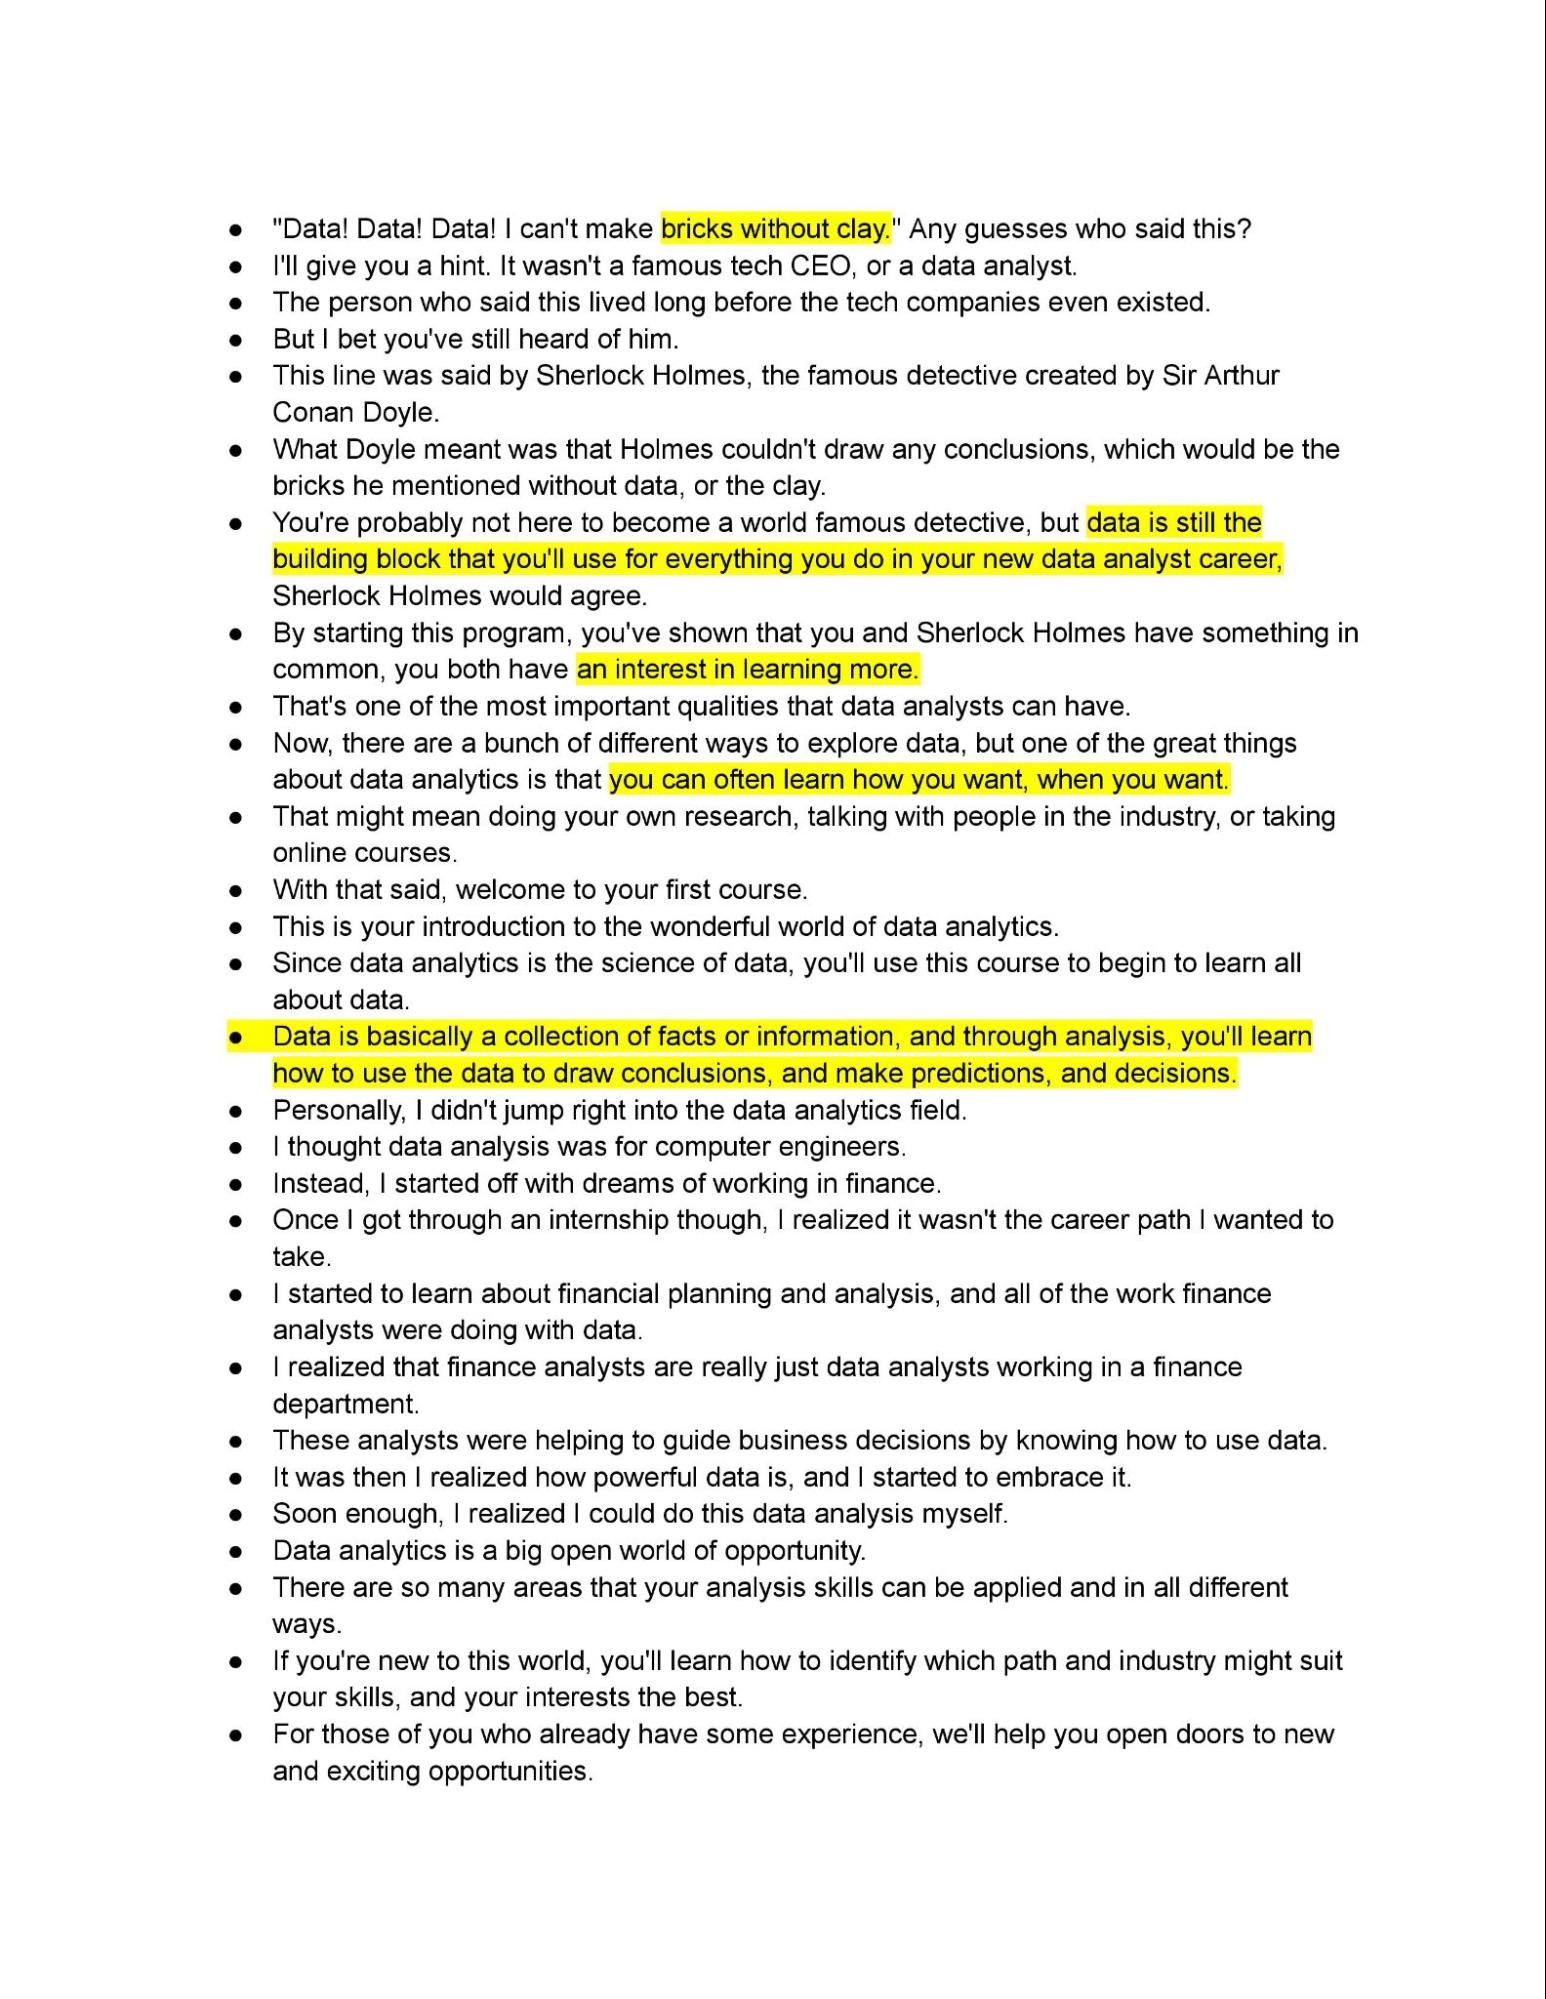 ● "Data! Data! Data! I can't make bricks without clay." Any guesses who said this?
● I'll give you a hint. It wasn't a famous tech CEO, or a data analyst.
● The person who said this lived long before the tech companies even existed.
● But I bet you've still heard of him.
● This line was said by Sherlock Holmes, the famous detective created by Sir Arthur
Conan Doyle.
● What Doyle meant was that Holmes couldn't draw any conclusions, which would be the
bricks he mentioned without data, or the clay.
● You're probably not here to become a world famous detective, but data is still the
building block that you'll use for everything you do in your new data analyst career,
Sherlock Holmes would agree.
● By starting this program, you've shown that you and Sherlock Holmes have something in
common, you both have an interest in learning more.
● That's one of the most important qualities that data analysts can have.
● Now, there are a bunch of different ways to explore data, but one of the great things
about data analytics is that you can often learn how you want, when you want.
● That might mean doing your own research, talking with people in the industry, or taking
online courses.
● With that said, welcome to your first course.
● This is your introduction to the wonderful world of data analytics.
● Since data analytics is the science of data, you'll use this course to begin to learn all
about data.
● Data is basically a collection of facts or information, and through analysis, you'll learn
how to use the data to draw conclusions, and make predictions, and decisions.
● Personally, I didn't jump right into the data analytics field.
● I thought data analysis was for computer engineers.
● Instead, I started off with dreams of working in finance.
● Once I got through an internship though, I realized it wasn't the career path I wanted to
take.
● I started to learn about financial planning and analysis, and all of the work finance
analysts were doing with data.
● I realized that finance analysts are really just data analysts working in a finance
department.
● These analysts were helping to guide business decisions by knowing how to use data.
● It was then I realized how powerful data is, and I started to embrace it.
● Soon enough, I realized I could do this data analysis myself.
● Data analytics is a big open world of opportunity.
● There are so many areas that your analysis skills can be applied and in all different
ways.
● If you're new to this world, you'll learn how to identify which path and industry might suit
your skills, and your interests the best.
● For those of you who already have some experience, we'll help you open doors to new
and exciting opportunities.